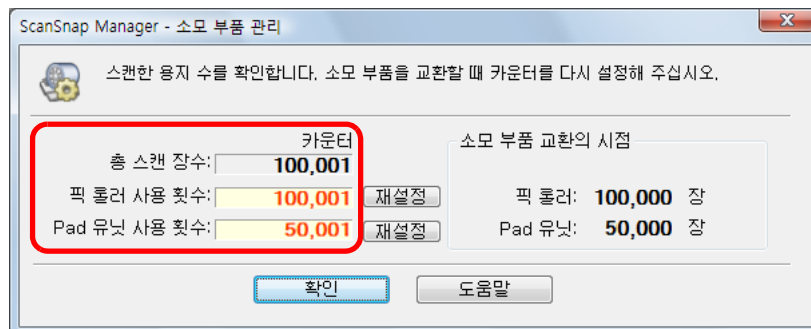 ScanSnap Manager - 소모 부품 관리
스캔한 용지 수를 확인합니다. 소모 부품을 교환할 때 카운터를 다시 설정해 주십시오.
카운터
총 스캔 장수: 100,001
픽 롤러 사용 횟수: 100,001 재설정
Pad 유닛 사용 횟수: 50,001 재설정
소모 부품 교환의 시점
픽 롤러: 100,000 장
Pad 유닛: 50,000 장
확인 도움말